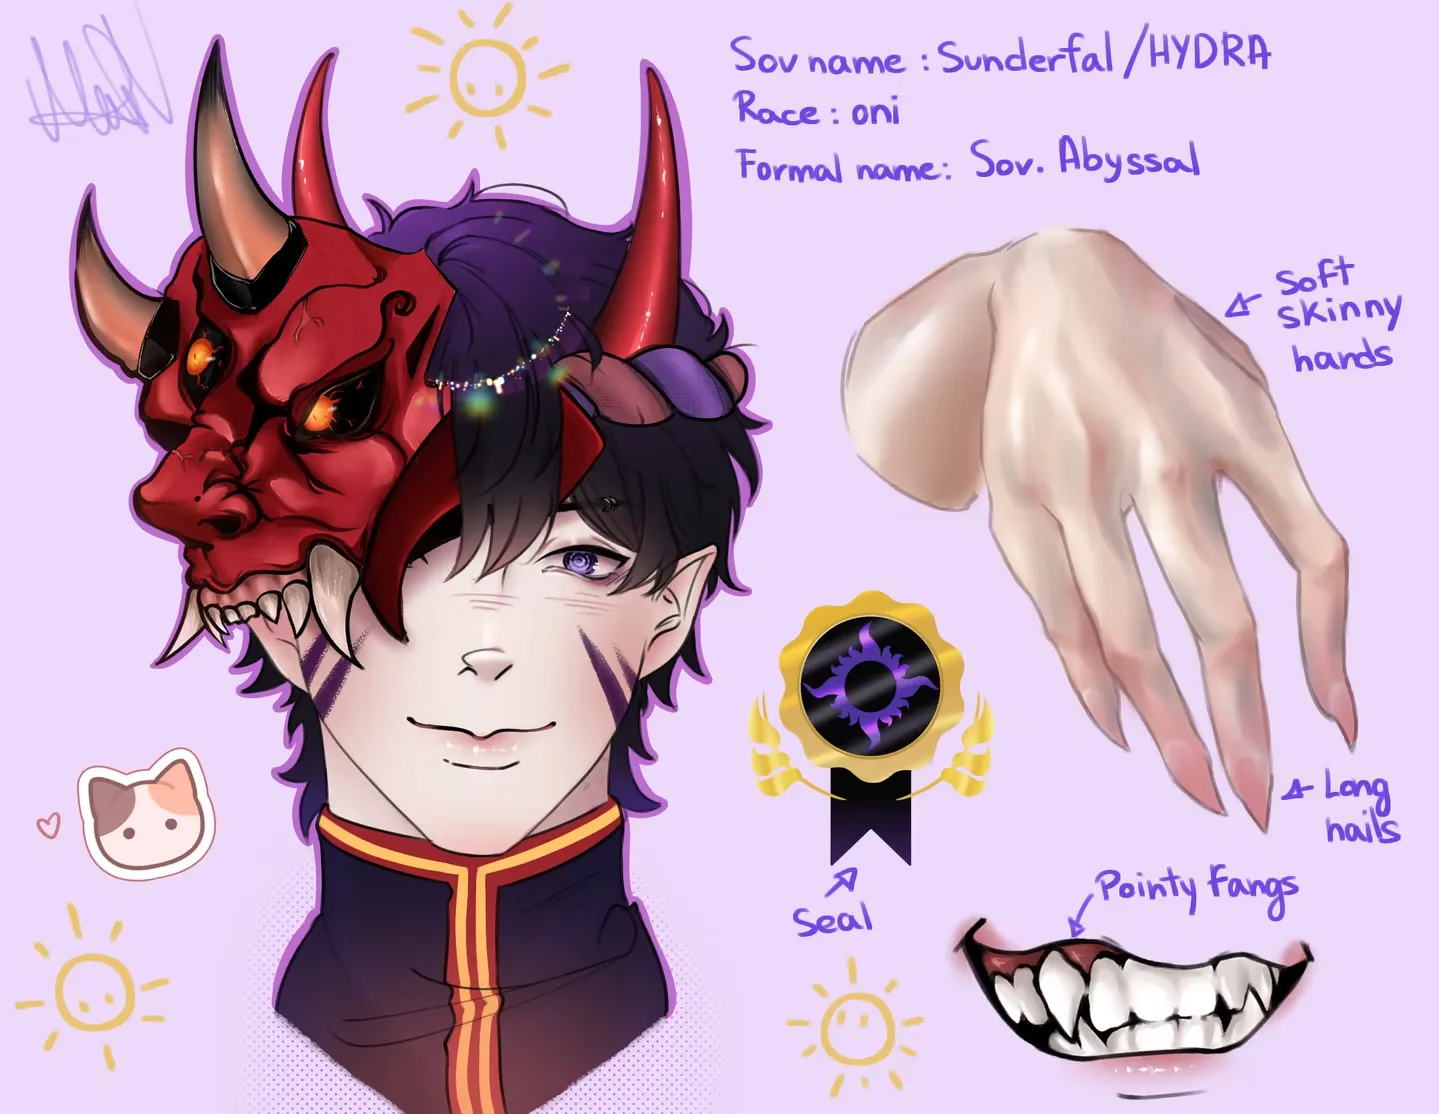 Sov name : Sunderfal /HYDRA
Race : oni
Formal name: Sov. Abyssal
Soft
skinny
hands
Long
nails
Seal
Pointy Fangs